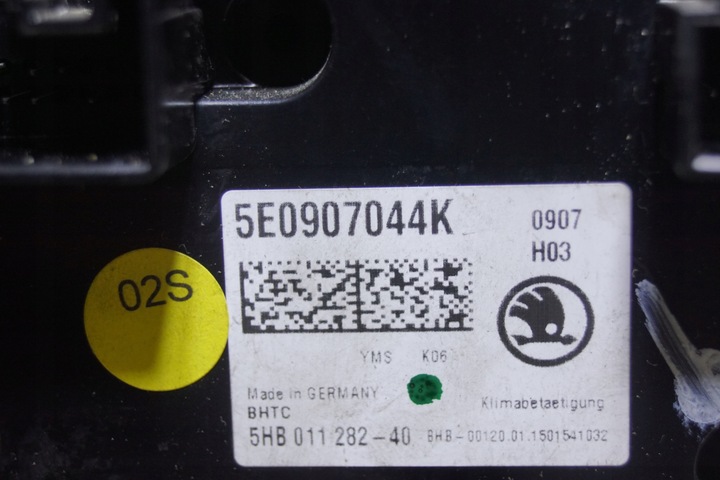 5E0907044K
0907
H03
02S
YMS K06
Made in GERMANY
BHTC
Klimabetaetigung
5HB 011 282-40
BHB-00120.01.1501541032